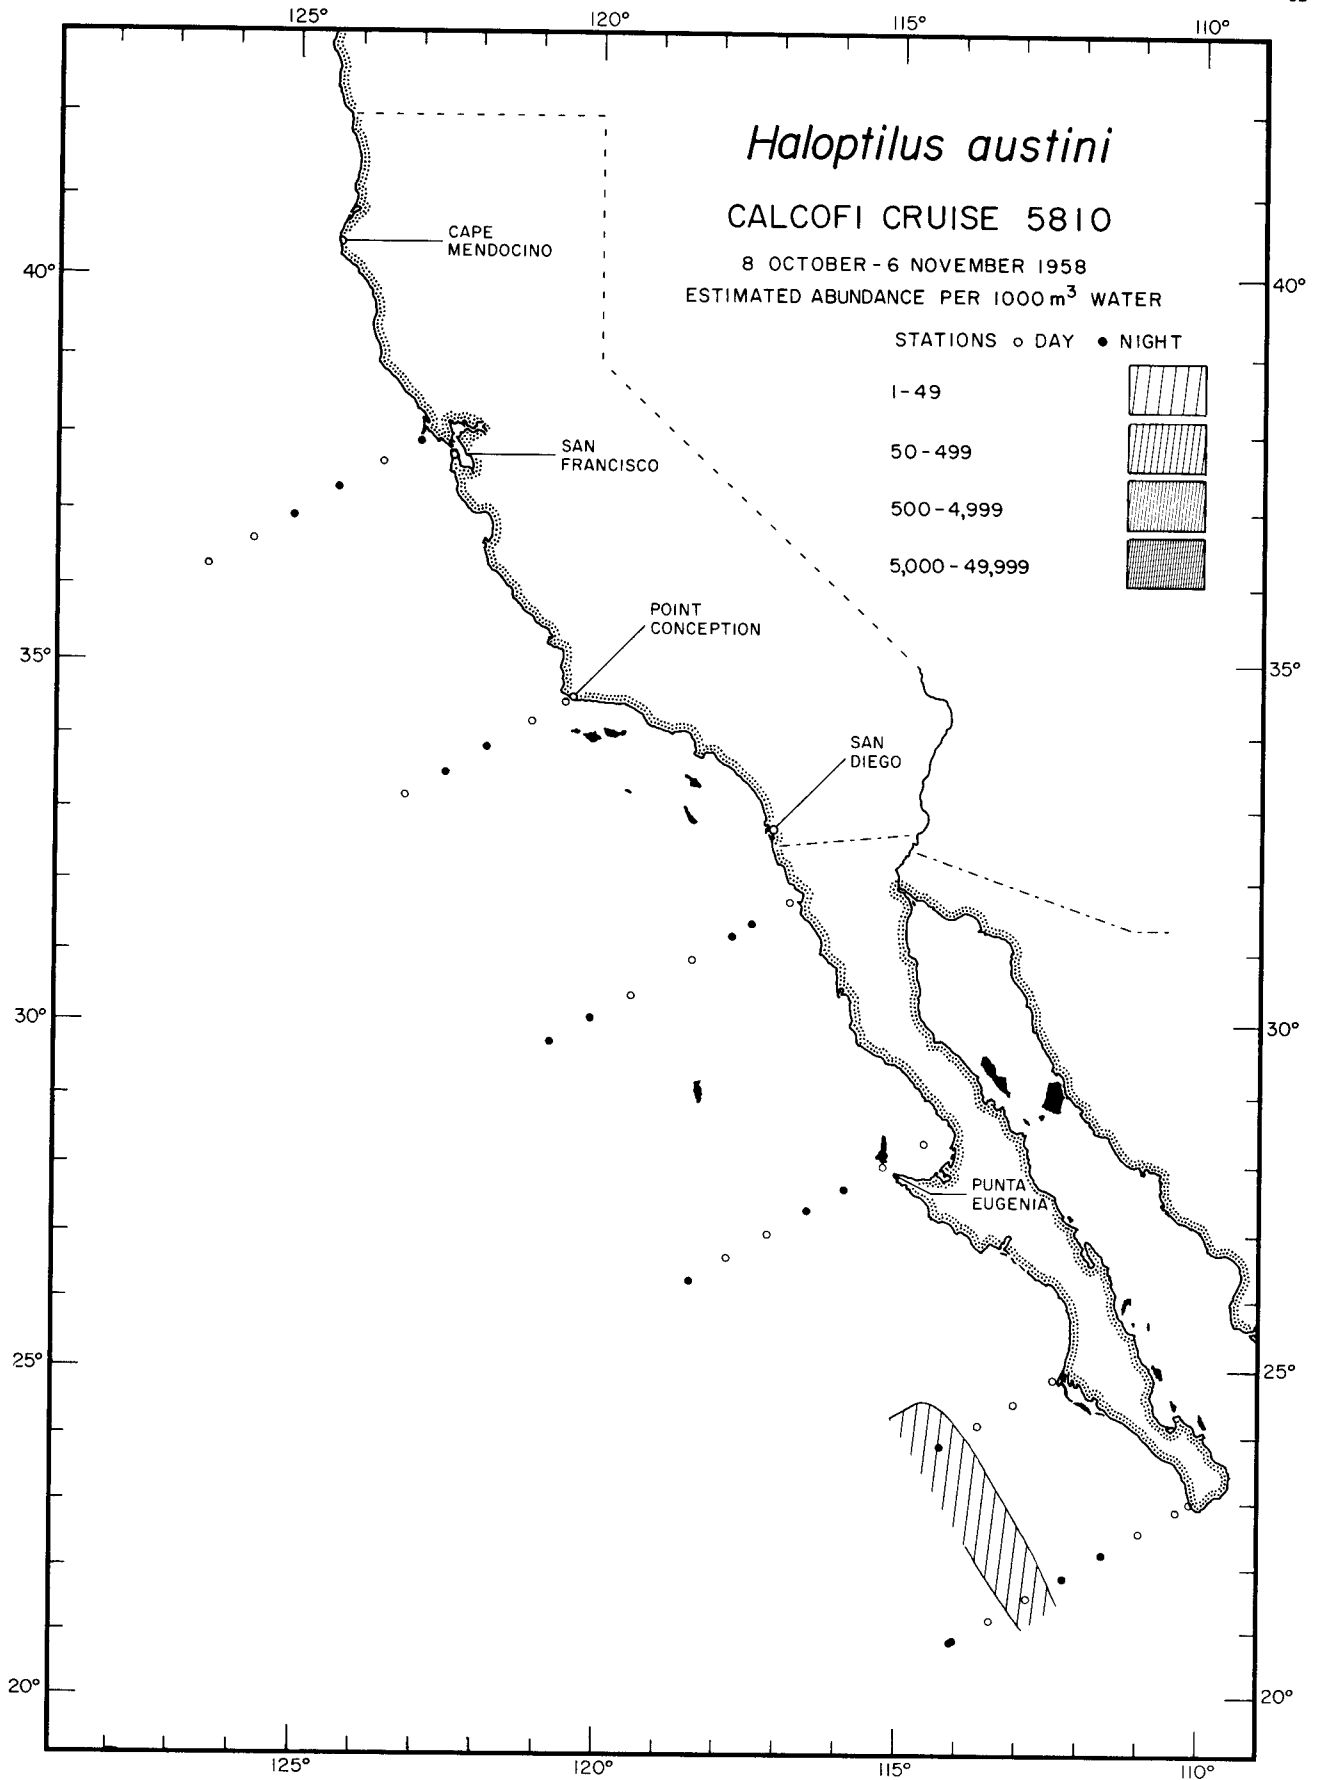 125°
120°
115°
110°
Haloptilus austini
CALCOFI CRUISE 5810
8 OCTOBER - 6 NOVEMBER 1958
ESTIMATED ABUNDANCE PER 1000 m³ WATER
STATIONS ○ DAY ● NIGHT
1-49
50-499
500-4,999
5,000-49,999
CAPE
MENDOCINO
40°
40°
SAN
FRANCISCO
POINT
CONCEPTION
35°
35°
SAN
DIEGO
30°
30°
PUNTA
EUGENIA
25°
25°
20°
20°
125°
120°
115°
110°